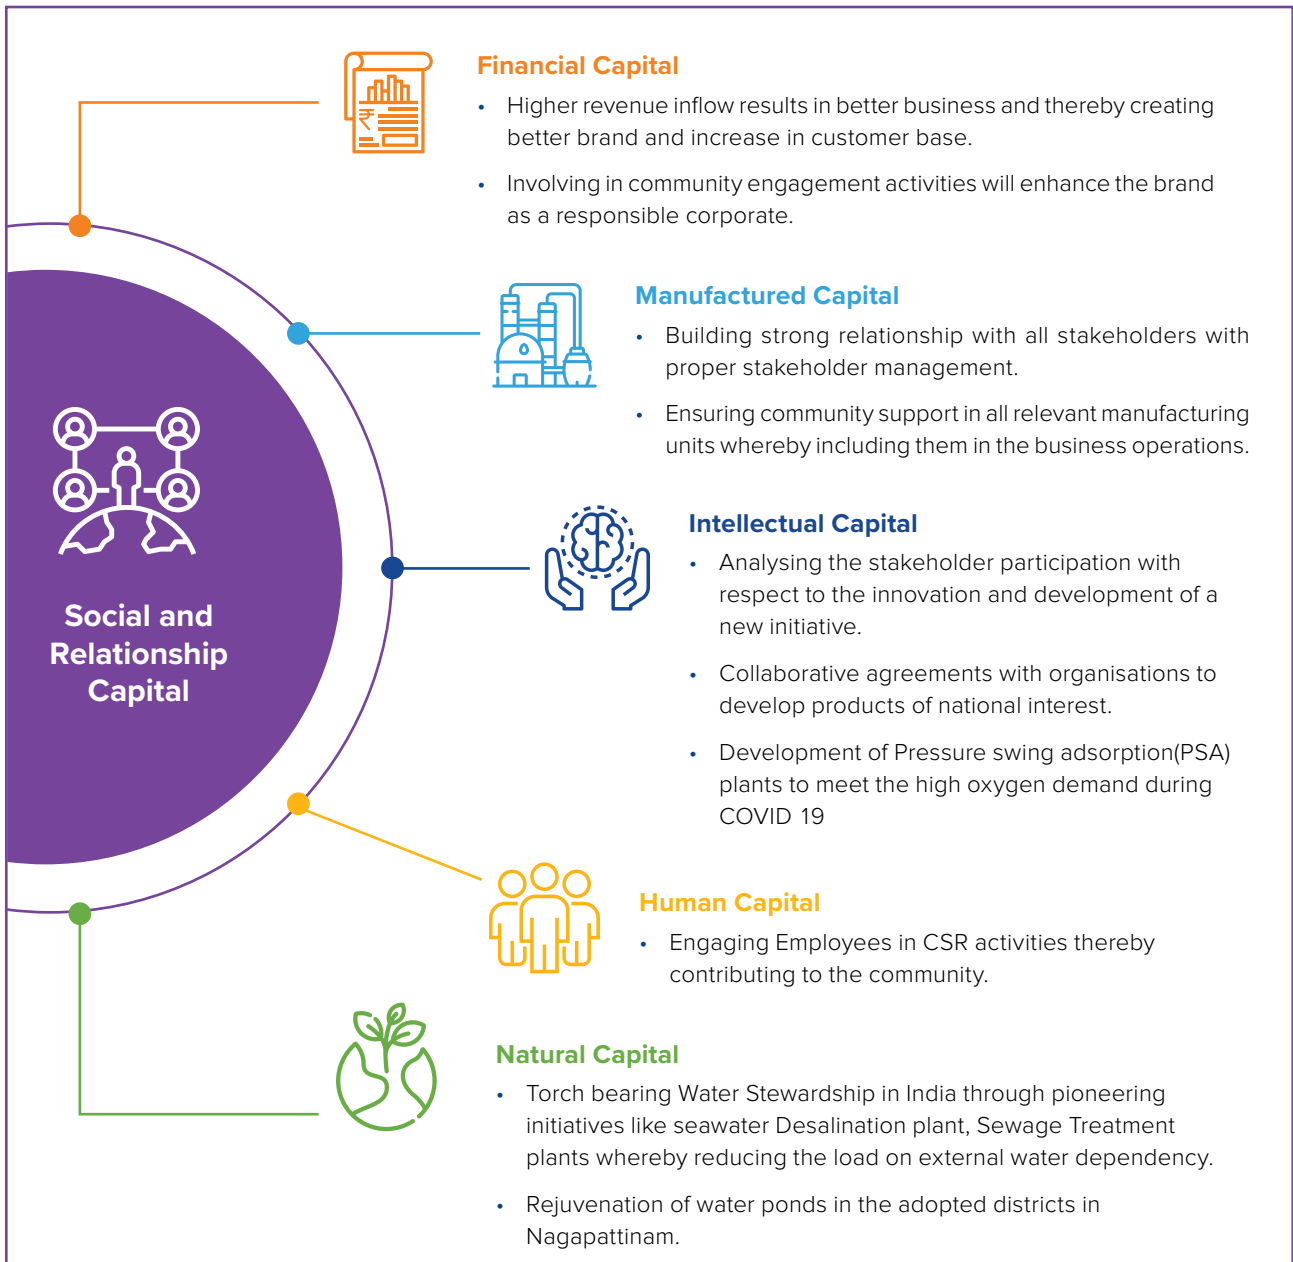 Financial Capital
• Higher revenue inflow results in better business and thereby creating
better brand and increase in customer base.
• Involving in community engagement activities will enhance the brand
as a responsible corporate.
Manufactured Capital
• Building strong relationship with all stakeholders with
proper stakeholder management.
• Ensuring community support in all relevant manufacturing
units whereby including them in the business operations.
Social and
Relationship
Capital
Intellectual Capital
• Analysing the stakeholder participation with
respect to the innovation and development of a
new initiative.
• Collaborative agreements with organisations to
develop products of national interest.
• Development of Pressure swing adsorption(PSA)
plants to meet the high oxygen demand during
COVID 19
Human Capital
• Engaging Employees in CSR activities thereby
contributing to the community.
Natural Capital
• Torch bearing Water Stewardship in India through pioneering
initiatives like seawater Desalination plant, Sewage Treatment
plants whereby reducing the load on external water dependency.
• Rejuvenation of water ponds in the adopted districts in
Nagapattinam.